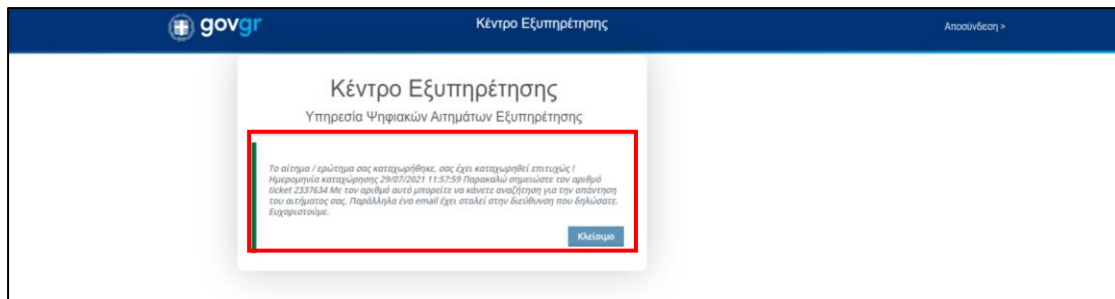 govgr
Κέντρο Εξυπηρέτησης
Αποσύνδεση >
Κέντρο Εξυπηρέτησης
Υπηρεσία Ψηφιακών Αιτημάτων Εξυπηρέτησης
Το αίτημα / ερώτημα σας καταχωρήθηκε, σας έχει καταχωρηθεί επιτυχώς !
Ημερομηνία καταχώρησης 29/07/2021 11:57:59 Παρακαλώ σημειώστε τον αριθμό
ticket 2337634 Με τον αριθμό αυτό μπορείτε να κάνετε αναζήτηση για την απάντηση
του αιτήματος σας. Παράλληλα ένα email έχει σταλεί στην διεύθυνση που δηλώσατε.
Ευχαριστούμε.
Κλείσιμο